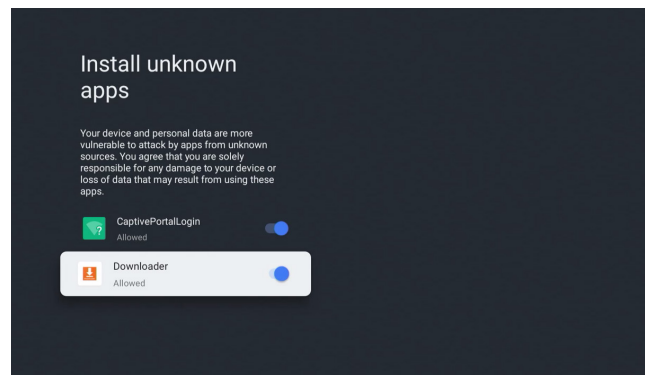 Install unknown
apps
Your device and personal data are more
vulnerable to attack by apps from unknown
sources. You agree that you are solely
responsible for any damage to your device or
loss of data that may result from using these
apps.
?
CaptivePortalLogin
Allowed
Downloader
Allowed